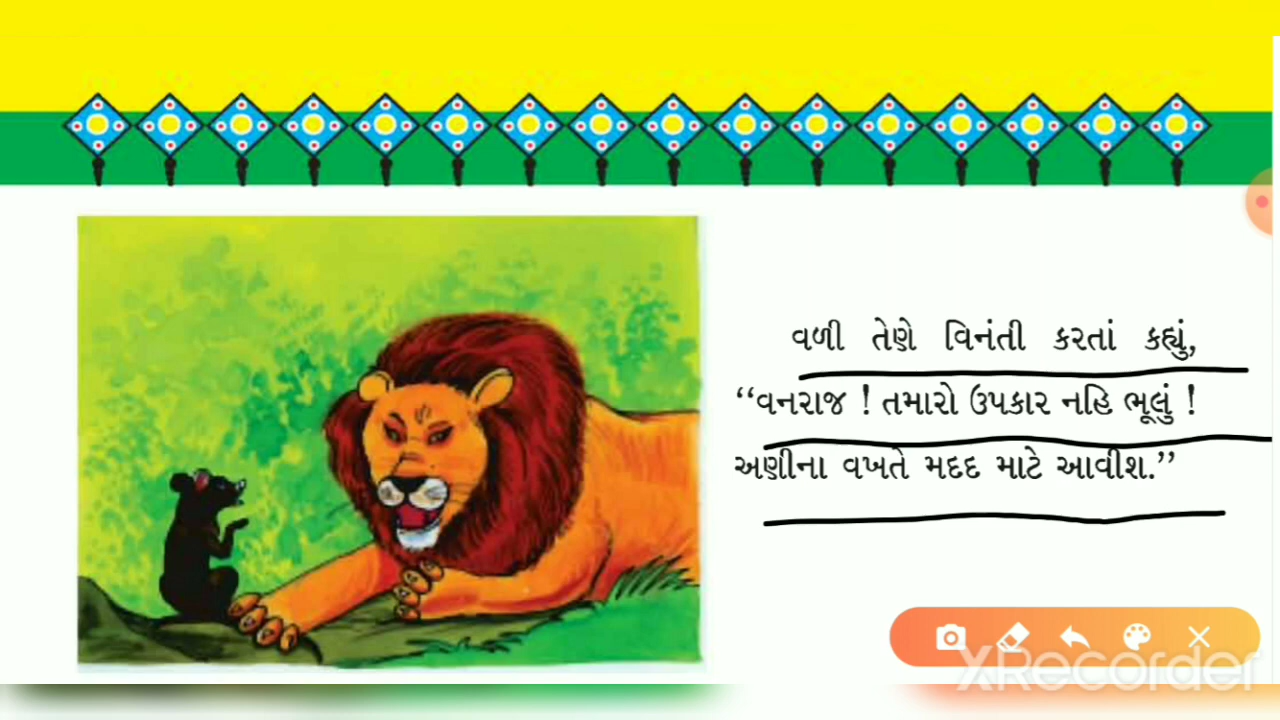 વળી તેણે વિનંતી કરતાં કહ્યું,
“વનરાજ ! તમારો ઉપકાર નહિ ભૂલું !
અણીના વખતે મદદ માટે આવીશ.”
XRecorder